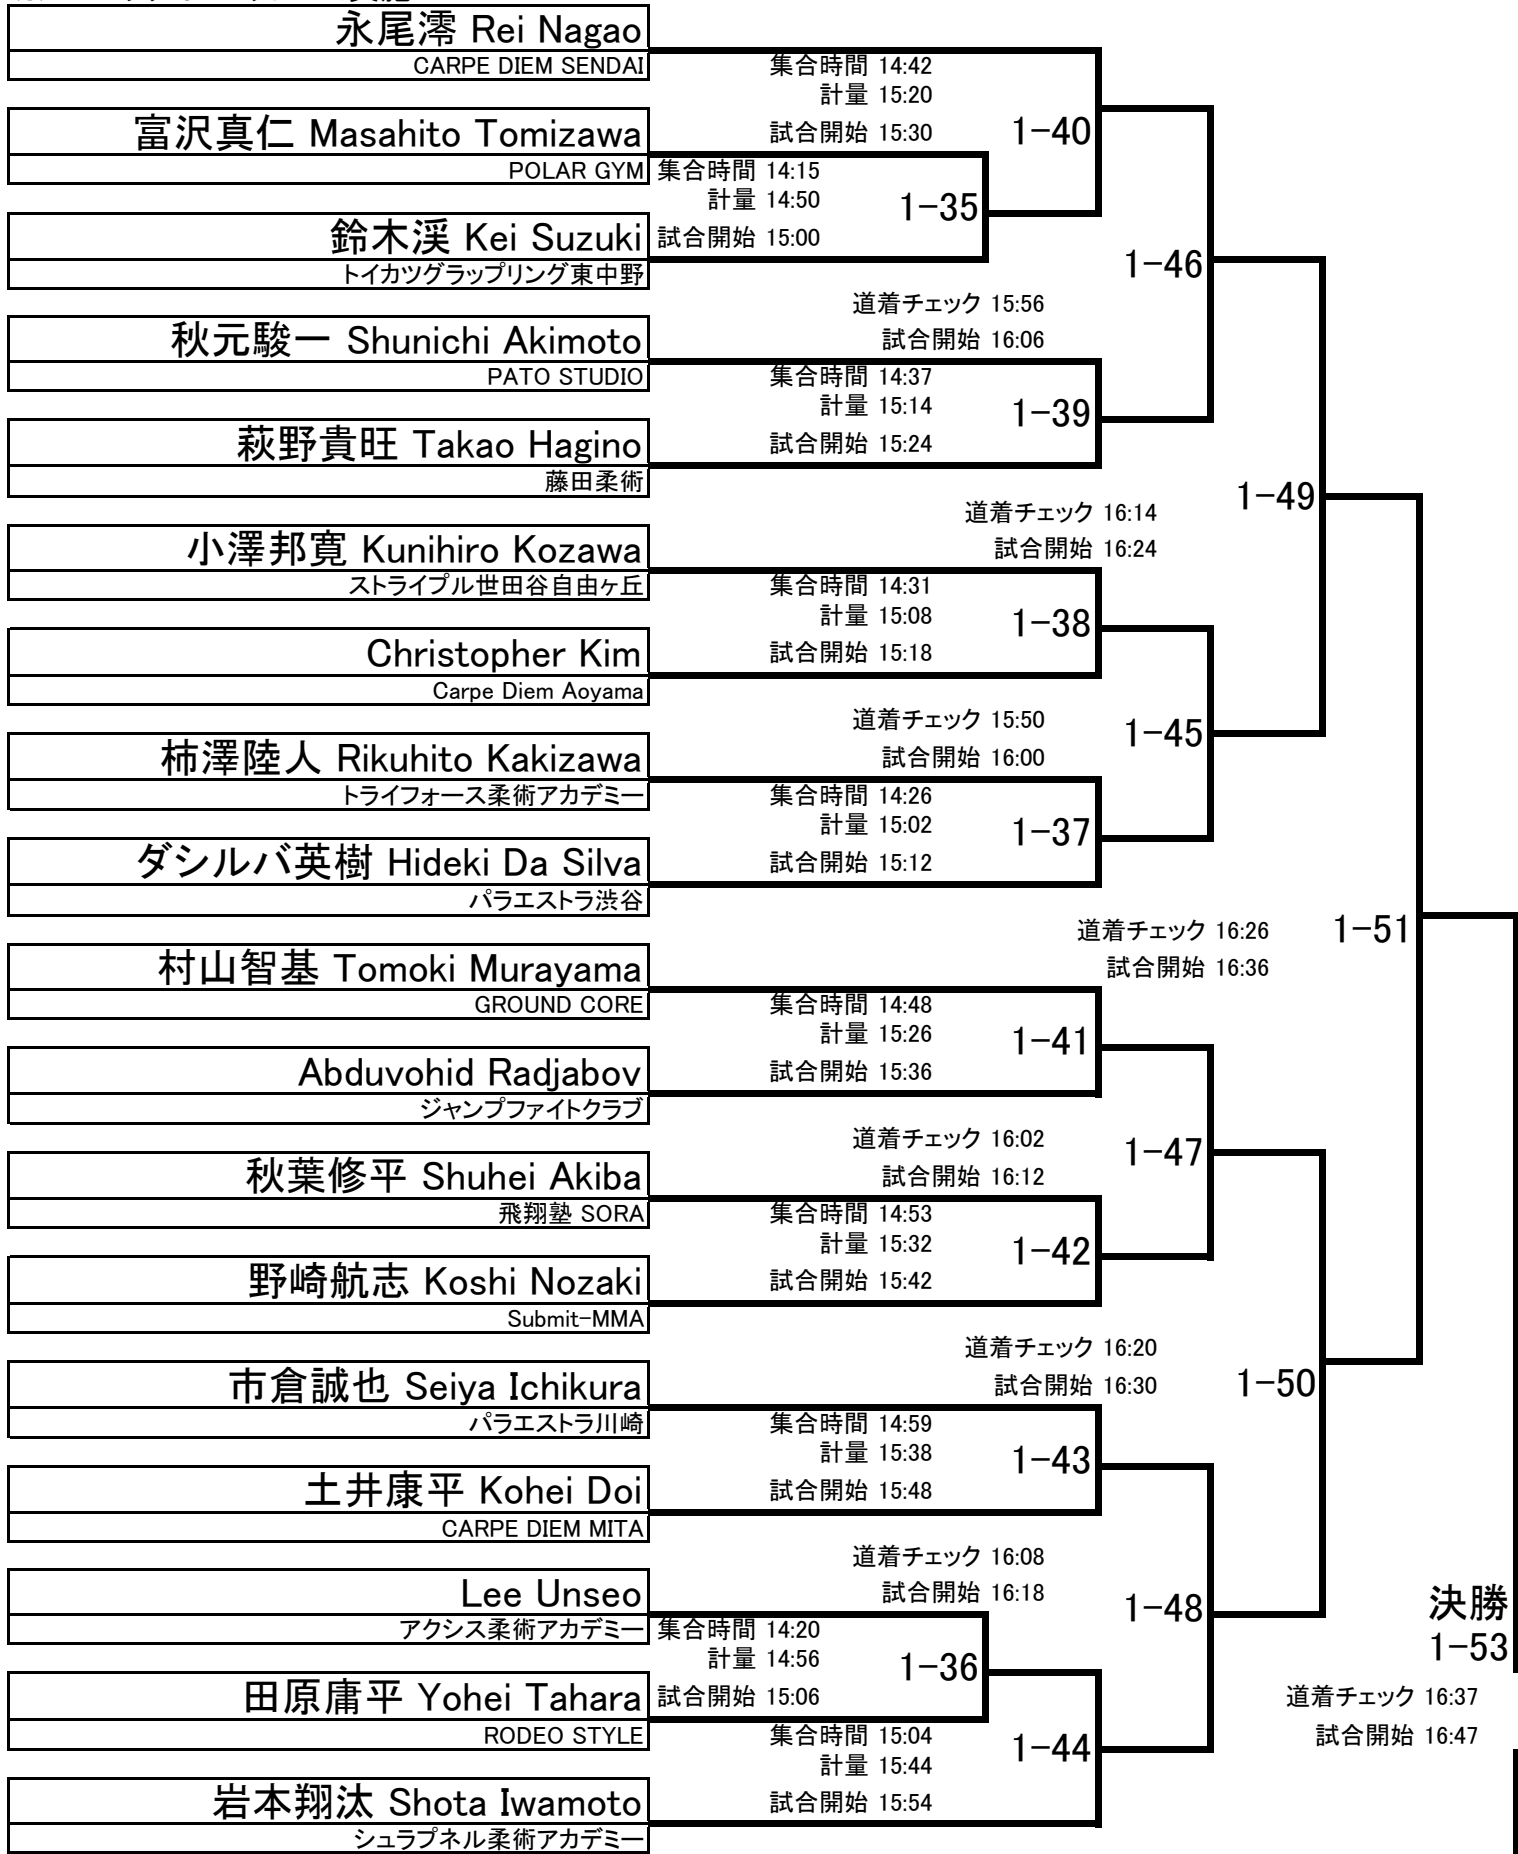 永尾澪 Rei Nagao
CARPE DIEM SENDAI
集合時間 14:42
計量 15:20
試合開始 15:30
1-40
富沢真仁 Masahito Tomizawa
POLAR GYM
集合時間 14:15
計量 14:50
試合開始 15:00
1-35
鈴木渓 Kei Suzuki
トイカツグラップリング東中野
1-46
道着チェック 15:56
試合開始 16:06
秋元駿一 Shunichi Akimoto
PATO STUDIO
集合時間 14:37
計量 15:14
試合開始 15:24
1-39
萩野貴旺 Takao Hagino
藤田柔術
1-49
道着チェック 16:14
試合開始 16:24
小澤邦寛 Kunihiro Kozawa
ストライプル世田谷自由ヶ丘
集合時間 14:31
計量 15:08
試合開始 15:18
1-38
Christopher Kim
Carpe Diem Aoyama
道着チェック 15:50
試合開始 16:00
1-45
柿澤陸人 Rikuhito Kakizawa
トライフォース柔術アカデミー
集合時間 14:26
計量 15:02
試合開始 15:12
1-37
ダシルバ英樹 Hideki Da Silva
パラエストラ渋谷
道着チェック 16:26
試合開始 16:36
1-51
村山智基 Tomoki Murayama
GROUND CORE
集合時間 14:48
計量 15:26
試合開始 15:36
1-41
Abduvohid Radjabov
ジャンプファイトクラブ
道着チェック 16:02
試合開始 16:12
1-47
秋葉修平 Shuhei Akiba
飛翔塾 SORA
集合時間 14:53
計量 15:32
試合開始 15:42
1-42
野崎航志 Koshi Nozaki
Submit-MMA
道着チェック 16:20
試合開始 16:30
1-50
市倉誠也 Seiya Ichikura
パラエストラ川崎
集合時間 14:59
計量 15:38
試合開始 15:48
1-43
土井康平 Kohei Doi
CARPE DIEM MITA
道着チェック 16:08
試合開始 16:18
1-48
Lee Unseo
アクシス柔術アカデミー
集合時間 14:20
計量 14:56
試合開始 15:06
1-36
田原庸平 Yohei Tahara
RODEO STYLE
集合時間 15:04
計量 15:44
試合開始 15:54
1-44
岩本翔汰 Shota Iwamoto
シュラプネル柔術アカデミー
決勝
1-53
道着チェック 16:37
試合開始 16:47